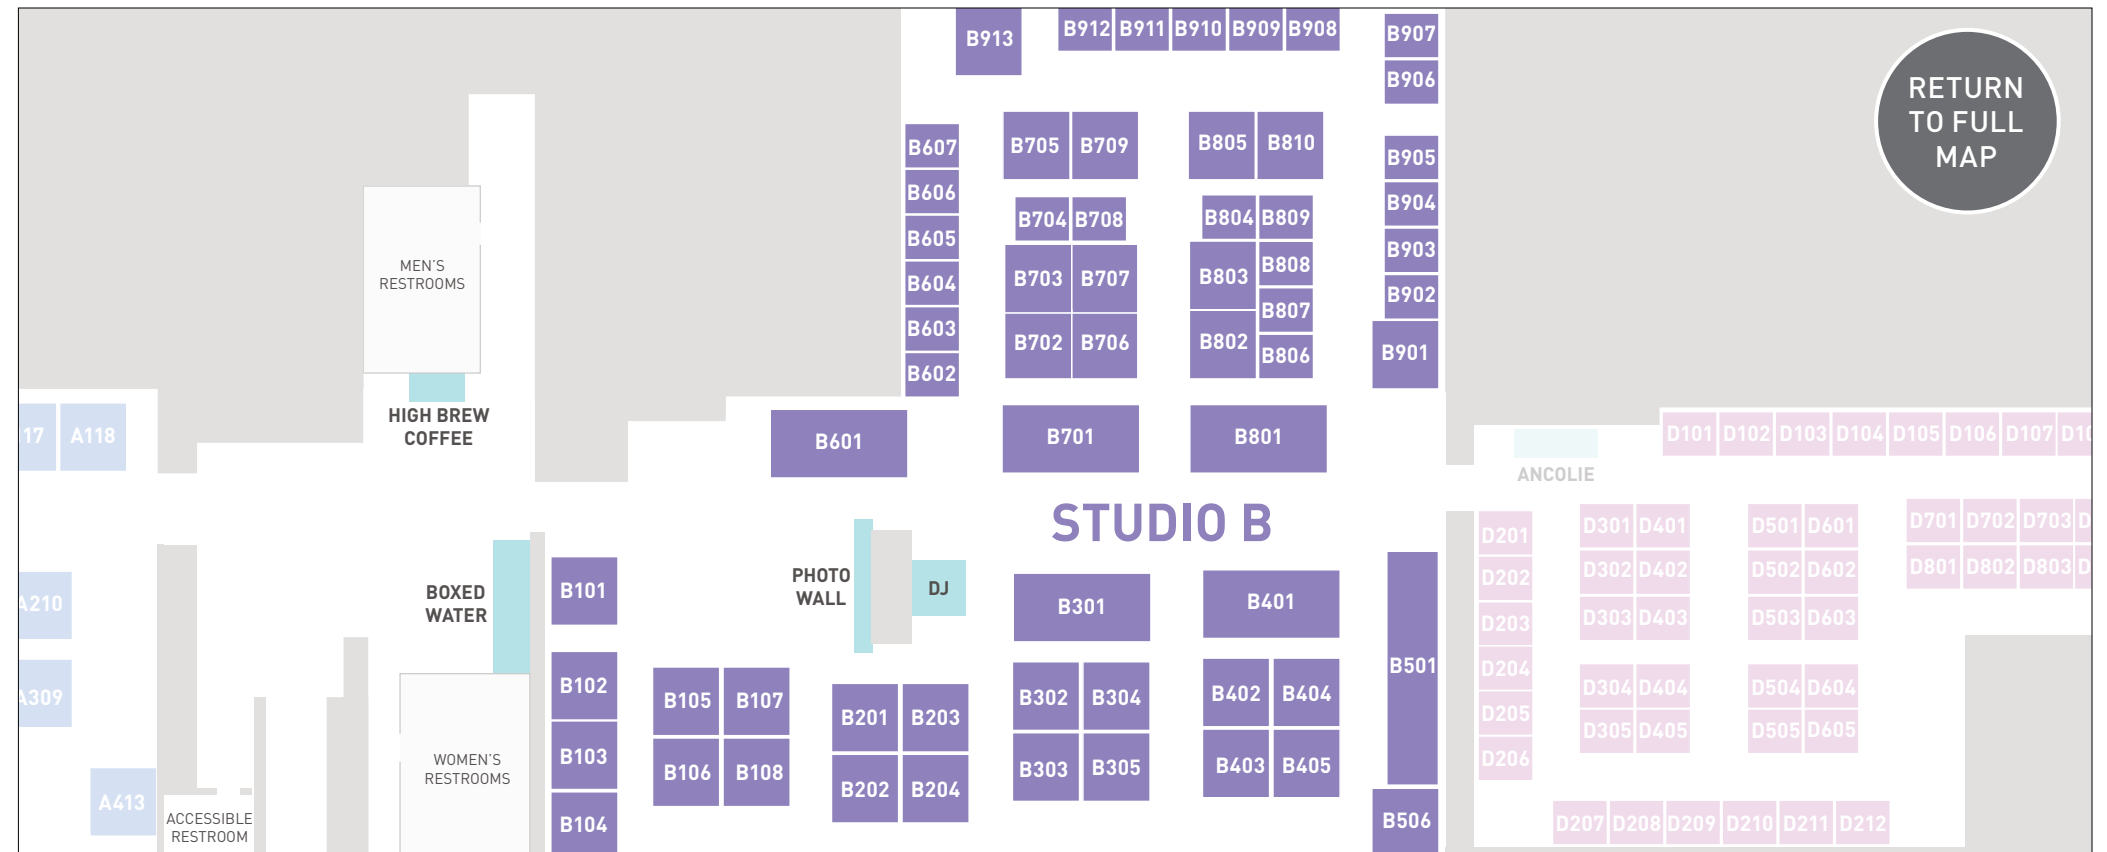 B913
B912 B911 B910 B909 B908
B907
B906
RETURN
TO FULL
MAP
B607
B606
B605
B604
B603
B602
B705 B709
B704 B708
B703 B707
B702 B706
B805 B810
B804 B809
B803 B808
B807
B802 B806
B905
B904
B903
B902
B901
MEN'S
RESTROOMS
HIGH BREW
COFFEE
17 A118
B601
B701
B801
D101 D102 D103 D104 D105 D106 D107 D10
ANCOLIE
STUDIO B
A210
A309
A413
BOXED
WATER
B101
B102
B103
B104
PHOTO
WALL
DJ
B301
B401
B501
B506
B105 B107
B106 B108
B201 B203
B202 B204
B302 B304
B303 B305
B402 B404
B403 B405
WOMEN'S
RESTROOMS
ACCESSIBLE
RESTROOM
D201
D202
D203
D204
D205
D206
D301 D401
D302 D402
D303 D403
D304 D404
D305 D405
D501 D601
D502 D602
D503 D603
D504 D604
D505 D605
D701 D702 D703 D
D801 D802 D803 D
D207 D208 D209 D210 D211 D212